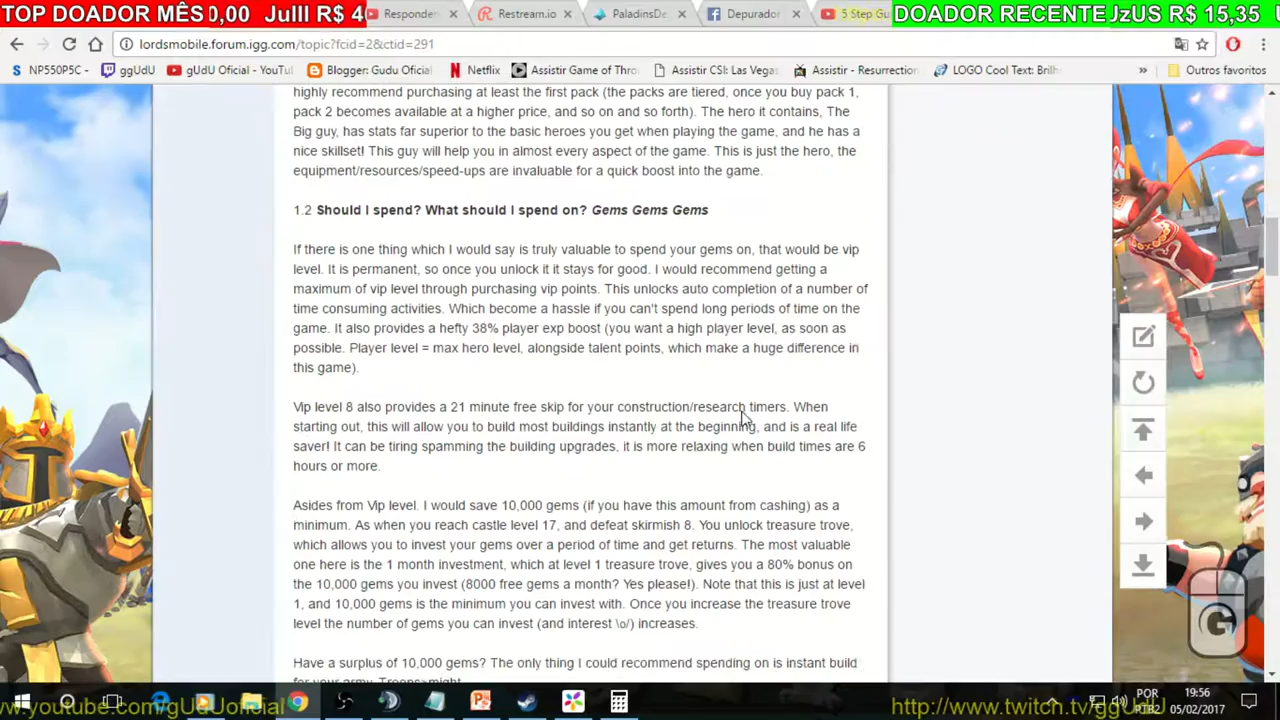 TOP DOADOR MÊS 0,00 Julll R$ 4
Responder
Restream.io
PaladinsDe
Depurador
5 Step Gu
DOADOR RECENTE JzUS R$ 15,35
lordsmobile.forum.igg.com/topic?fcid=2&ctid=291
NP550P5C -
ggUdU
gUdU Oficial - YouTu
Blogger: Gudu Oficial
Netflix
Assistir Game of Thro
Assistir CSI: Las Vegas
Assistir - Resurrection
LOGO Cool Text: Brilh
»
Outros favoritos
highly recommend purchasing at least the first pack (the packs are tiered, once you buy pack 1,
pack 2 becomes available at a higher price, and so on and so forth). The hero it contains, The
Big guy, has stats far superior to the basic heroes you get when playing the game, and he has a
nice skillset! This guy will help you in almost every aspect of the game. This is just the hero, the
equipment/resources/speed-ups are invaluable for a quick boost into the game.
1.2 Should I spend? What should I spend on? Gems Gems Gems
If there is one thing which I would say is truly valuable to spend your gems on, that would be vip
level. It is permanent, so once you unlock it it stays for good. I would recommend getting a
maximum of vip level through purchasing vip points. This unlocks auto completion of a number of
time consuming activities. Which become a hassle if you can't spend long periods of time on the
game. It also provides a hefty 38% player exp boost (you want a high player level, as soon as
possible. Player level = max hero level, alongside talent points, which make a huge difference in
this game).
Vip level 8 also provides a 21 minute free skip for your construction/research timers. When
starting out, this will allow you to build most buildings instantly at the beginning, and is a real life
saver! It can be tiring spamming the building upgrades, it is more relaxing when build times are 6
hours or more.
Asides from Vip level. I would save 10,000 gems (if you have this amount from cashing) as a
minimum. As when you reach castle level 17, and defeat skirmish 8. You unlock treasure trove,
which allows you to invest your gems over a period of time and get returns. The most valuable
one here is the 1 month investment, which at level 1 treasure trove, gives you a 80% bonus on
the 10,000 gems you invest (8000 free gems a month? Yes please!). Note that this is just at level
1, and 10,000 gems is the minimum you can invest with. Once you increase the treasure trove
level the number of gems you can invest (and interest \o/) increases.
Have a surplus of 10,000 gems? The only thing I could recommend spending on is instant build
for your army. Troops>might
G
www.youtube.com/gUdUoficial
http://www.twitch.tv/ggUdU
POR
PTB2
19:56
05/02/2017